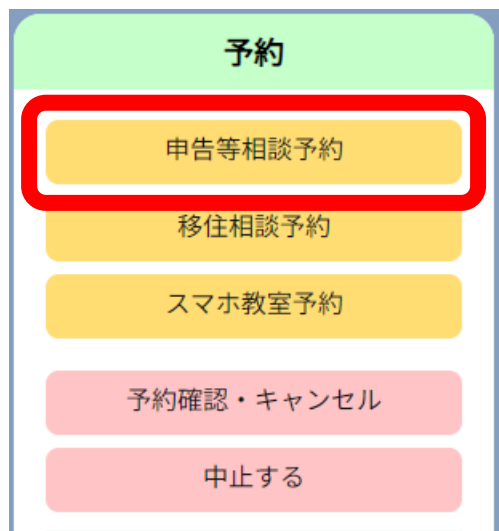 予約
申告等相談予約
移住相談予約
スマホ教室予約
予約確認・キャンセル
中止する